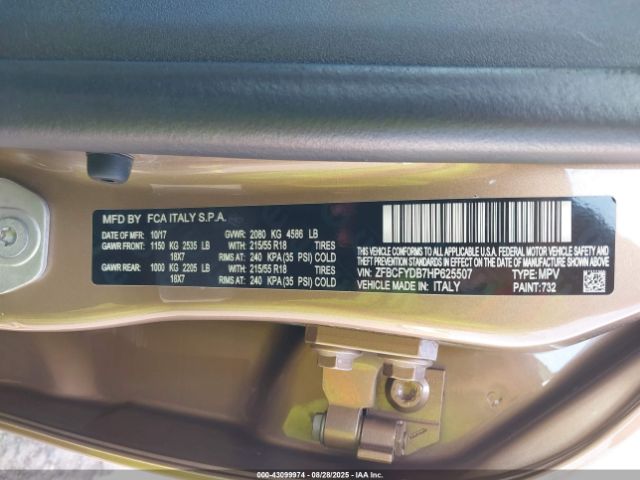 MFD BY FCA ITALY S.P.A.
DATE OF MFR: 10/17 GVWR: 2080 KG 4586 LB
GAWR FRONT: 1150 KG 2535 LB WITH 215/55 R18 TIRES
18X7 RIMS AT: 240 KPA(35 PSI) COLD
GAWR REAR: 1000 KG 2205 LB WITH 215/55 R18 TIRES
18X7 RIMS AT: 240 KPA(35 PSI) COLD
THIS VEHICLE CONFORMS TO ALL APPLICABLE U.S.A.
FEDERAL MOTOR VEHICLE SAFETY, BUMPER AND
THEFT PREVENTION STANDARDS IN EFFECT ON THE
DATE OF MANUFACTURE SHOWN ABOVE.
VIN: ZFBCFYDB7HP625507 TYPE: MPV
VEHICLE MADE IN: ITALY PAINT:732
000-43099974 | 08/28/2025 | IAAI.COM